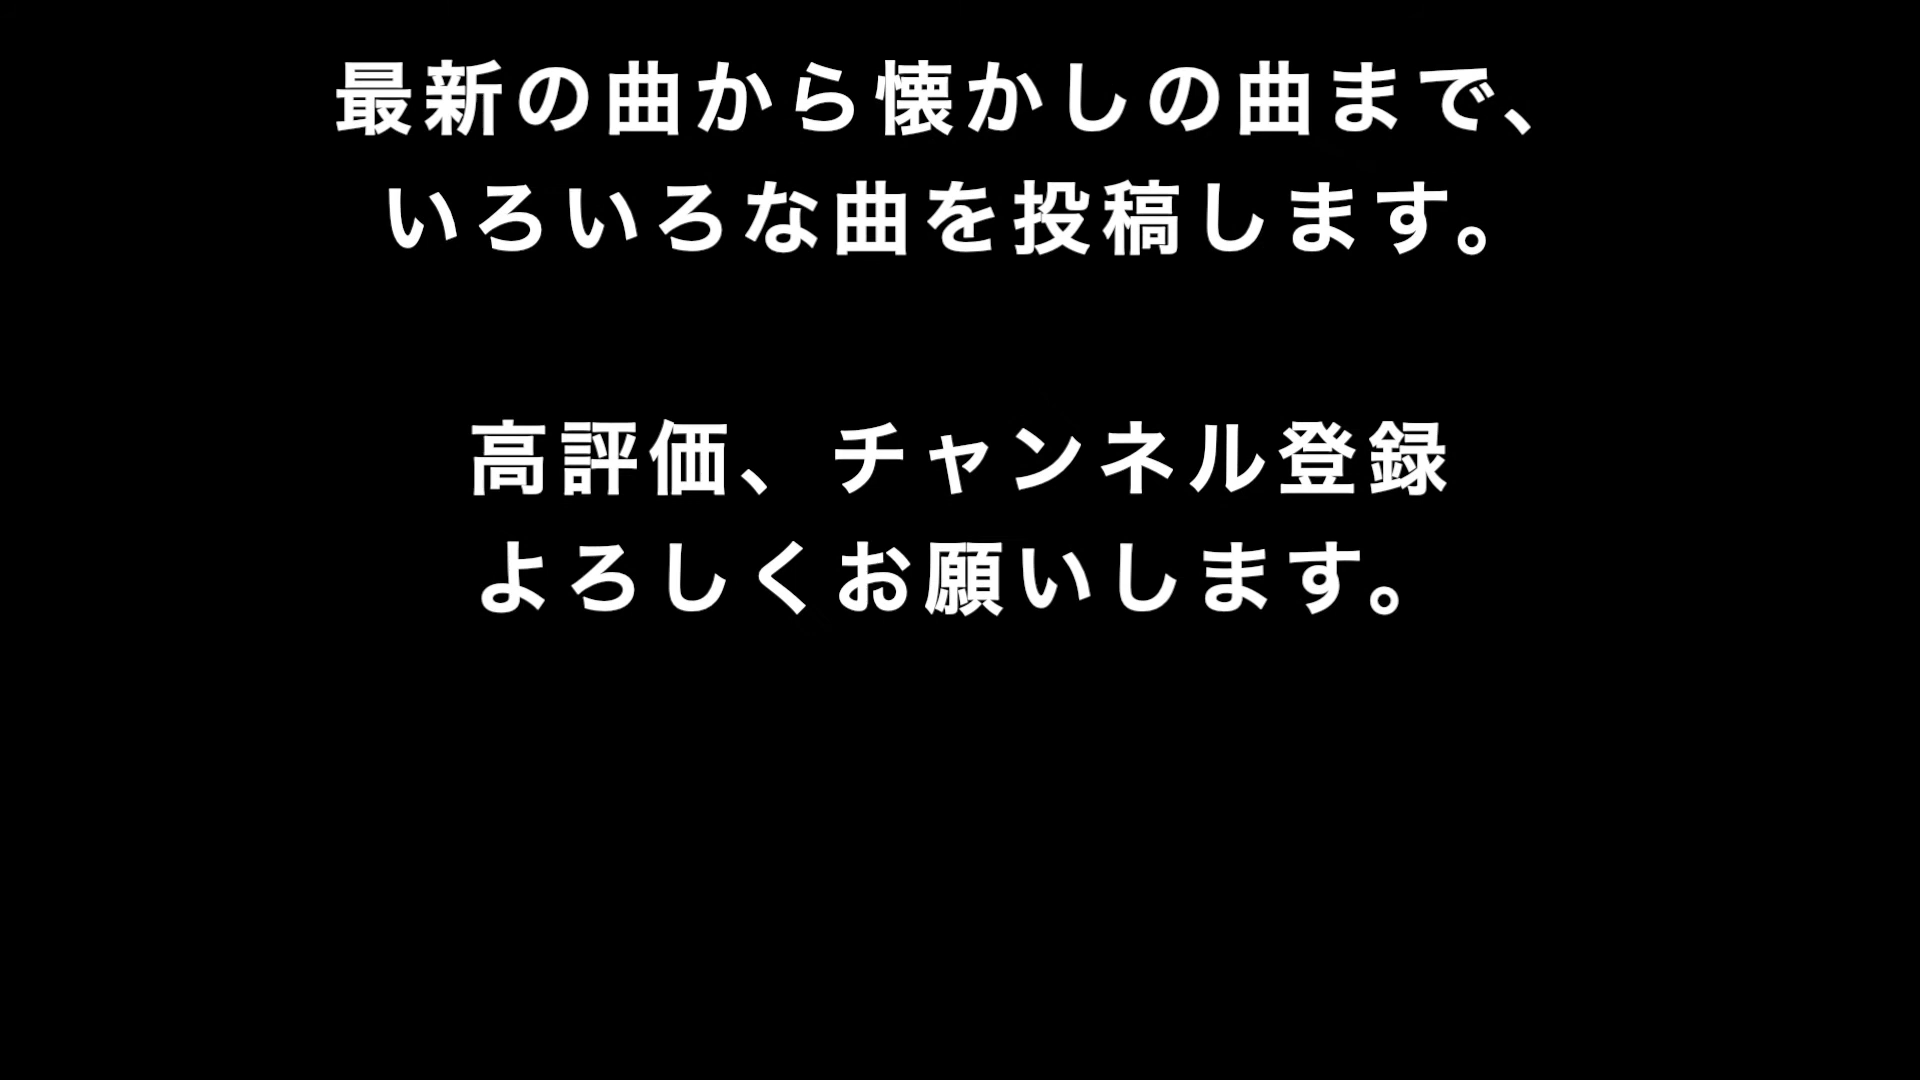 最新の曲から懐かしの曲まで、
いろいろな曲を投稿します。
高評価、チャンネル登録
よろしくお願いします。